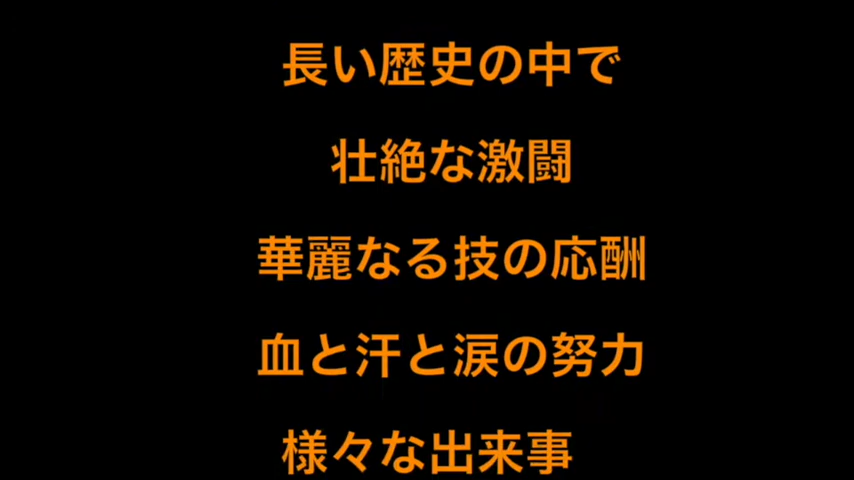 長い歴史の中で
壮絶な激闘
華麗なる技の応酬
血と汗と涙の努力
様々な出来事